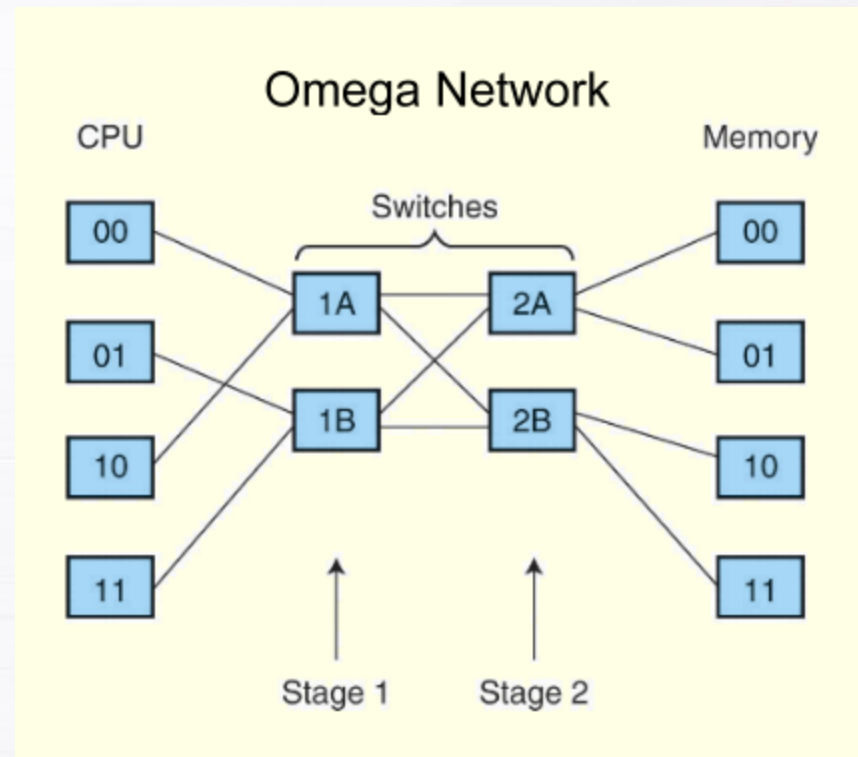 Omega Network
CPU
Memory
Switches
00
1A
2A
00
01
01
1B
2B
10
10
11
11
Stage 1
Stage 2